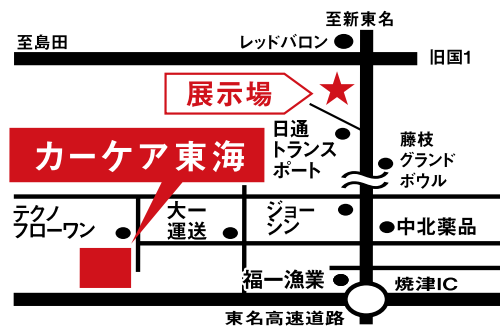 至新東名
至島田
レッドバロン
旧国1
展示場
日通
トランス
ポート
藤枝
グランド
ボウル
カーケア東海
テクノ
フローワン
大一
運送
ジョー
シン
中北薬品
福一漁業
焼津IC
東名高速道路